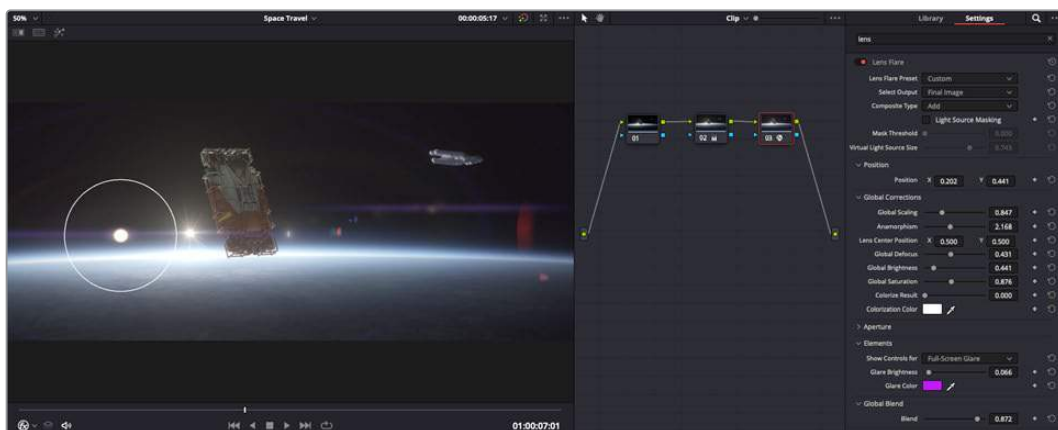 50%
Space Travel
00:00:05:17
Clip
Library
Settings
lens
Lens Flare
Lens Flare Preset Custom
Select Output Final Image
Composite Type Add
Light Source Masking
Mask Threshold 0.800
Virtual Light Source Size 0.743
Position
Position X 0.202 Y 0.441
Global Corrections
Global Scaling 0.847
Anamorphism 2.168
Lens Center Position X 0.500 Y 0.500
Global Defocus 0.431
Global Brightness 0.441
Global Saturation 0.876
Colorize Result 0.000
Colorization Color
Aperture
Elements
Show Controls for Full-Screen Glare
Glare Brightness 0.066
Glare Color
Global Blend
Blend 0.872
01
02
03
01:00:07:01